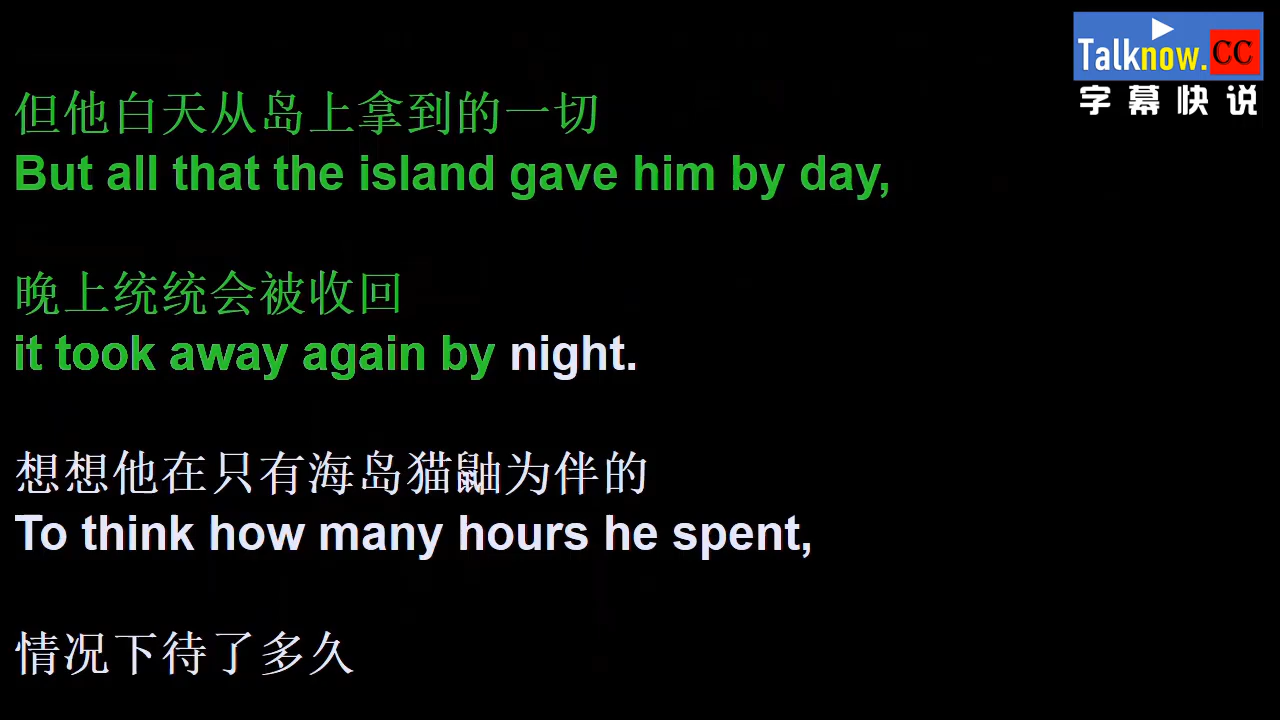 Talknow.CC
字幕快说
但他白天从岛上拿到的一切
But all that the island gave him by day,
晚上统统会被收回
it took away again by night.
想想他在只有海岛猫鼬为伴的
To think how many hours he spent,
情况下待了多久